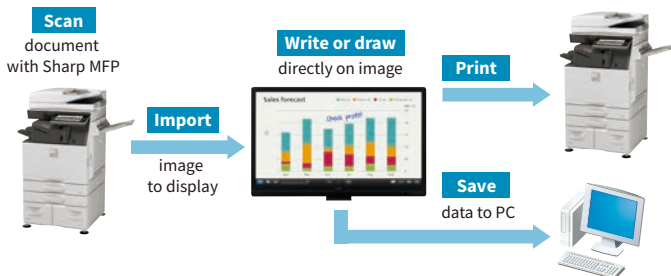 Scan
document
with Sharp MFP
Import
image
to display
Write or draw
directly on image
Sales forecast
Check profit!
Print
Save
data to PC